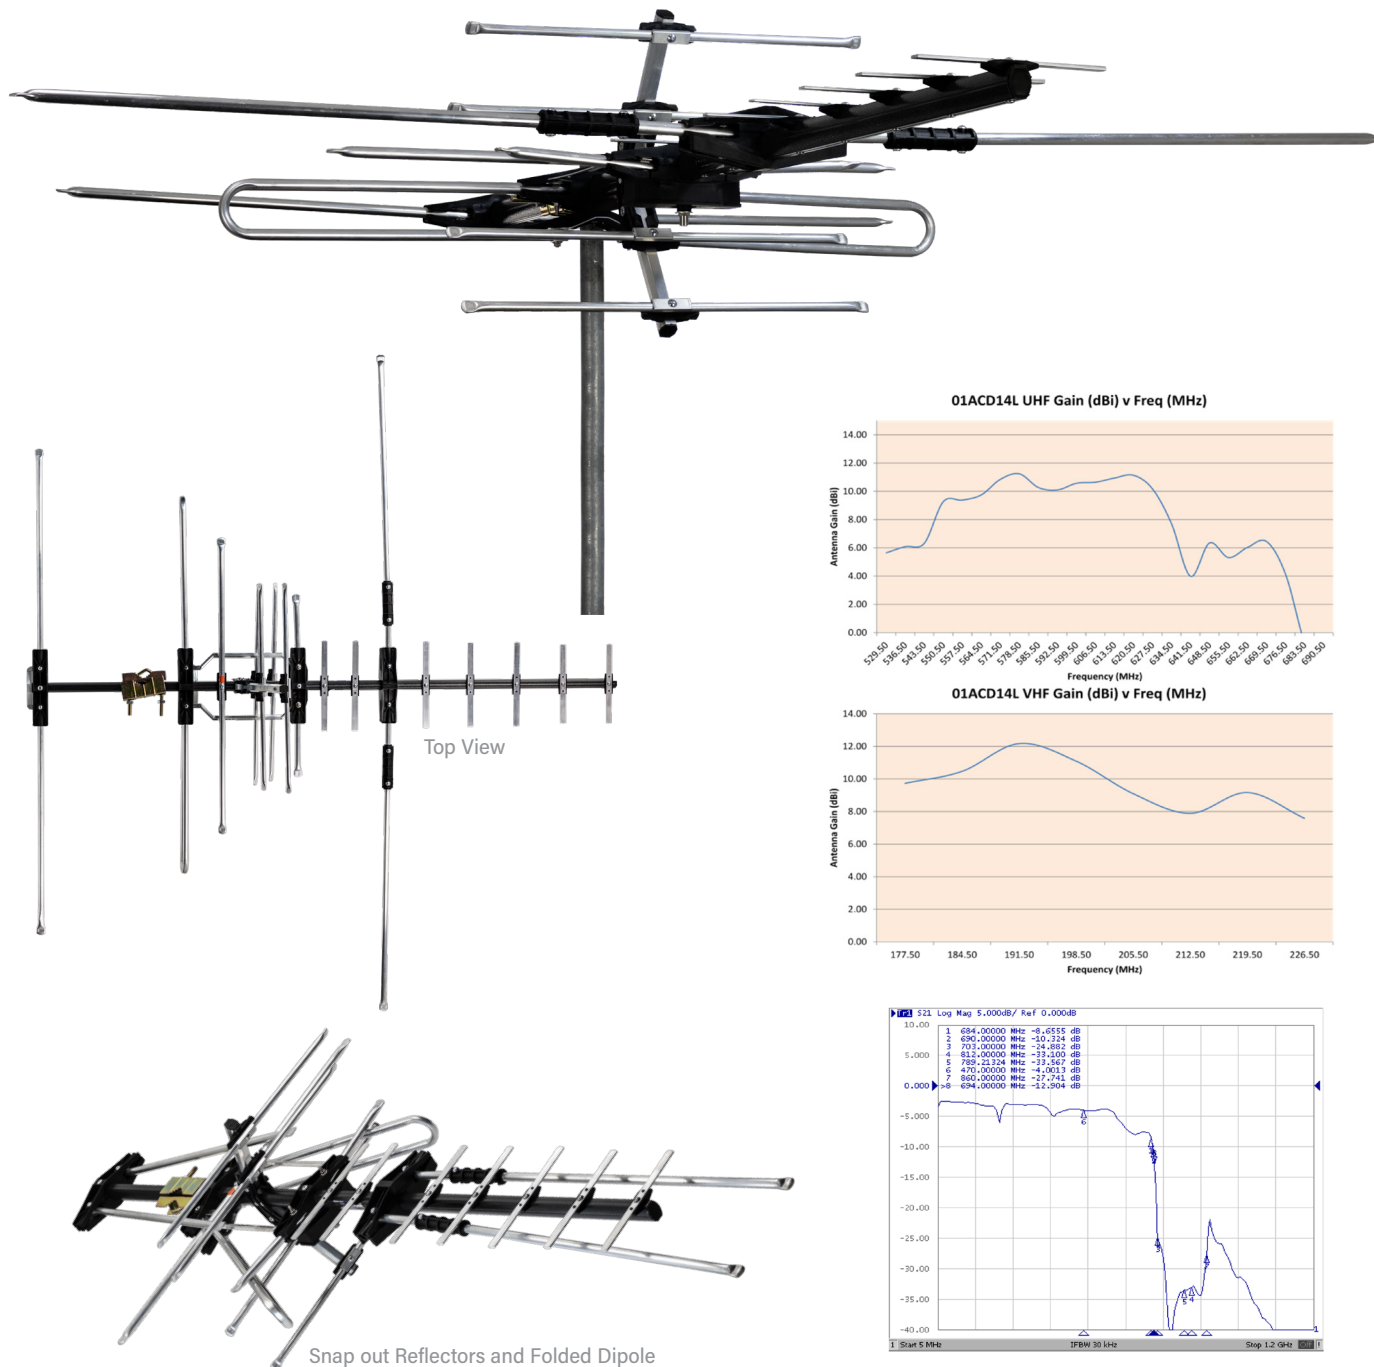 01ACD14L UHF Gain (dBi) v Freq (MHz)
14.00
12.00
10.00
8.00
6.00
4.00
2.00
0.00
Antenna Gain (dBi)
529.50 536.50 543.50 550.50 557.50 564.50 571.50 578.50 585.50 592.50 599.50 606.50 613.50 620.50 627.50 634.50 641.50 648.50 655.50 662.50 669.50 676.50 683.50 690.50
Frequency (MHz)
01ACD14L VHF Gain (dBi) v Freq (MHz)
14.00
12.00
10.00
8.00
6.00
4.00
2.00
0.00
Antenna Gain (dBi)
177.50 184.50 191.50 198.50 205.50 212.50 219.50 226.50
Frequency (MHz)
Top View
Tr1 S21 Log Mag 5.000dB/ Ref 0.000dB
10.00
5.000
0.000
-5.000
-10.00
-15.00
-20.00
-25.00
-30.00
-35.00
-40.00
1 684.00000 MHz -8.6555 dB
2 690.00000 MHz -10.324 dB
3 703.00000 MHz -24.882 dB
4 812.00000 MHz -33.100 dB
5 789.21324 MHz -33.567 dB
6 470.00000 MHz -4.0013 dB
7 860.00000 MHz -27.741 dB
>8 694.00000 MHz -12.904 dB
6
3
5 4
1
1 Start 5 MHz IFBW 30 kHz Stop 1.2 GHz Off !
Snap out Reflectors and Folded Dipole